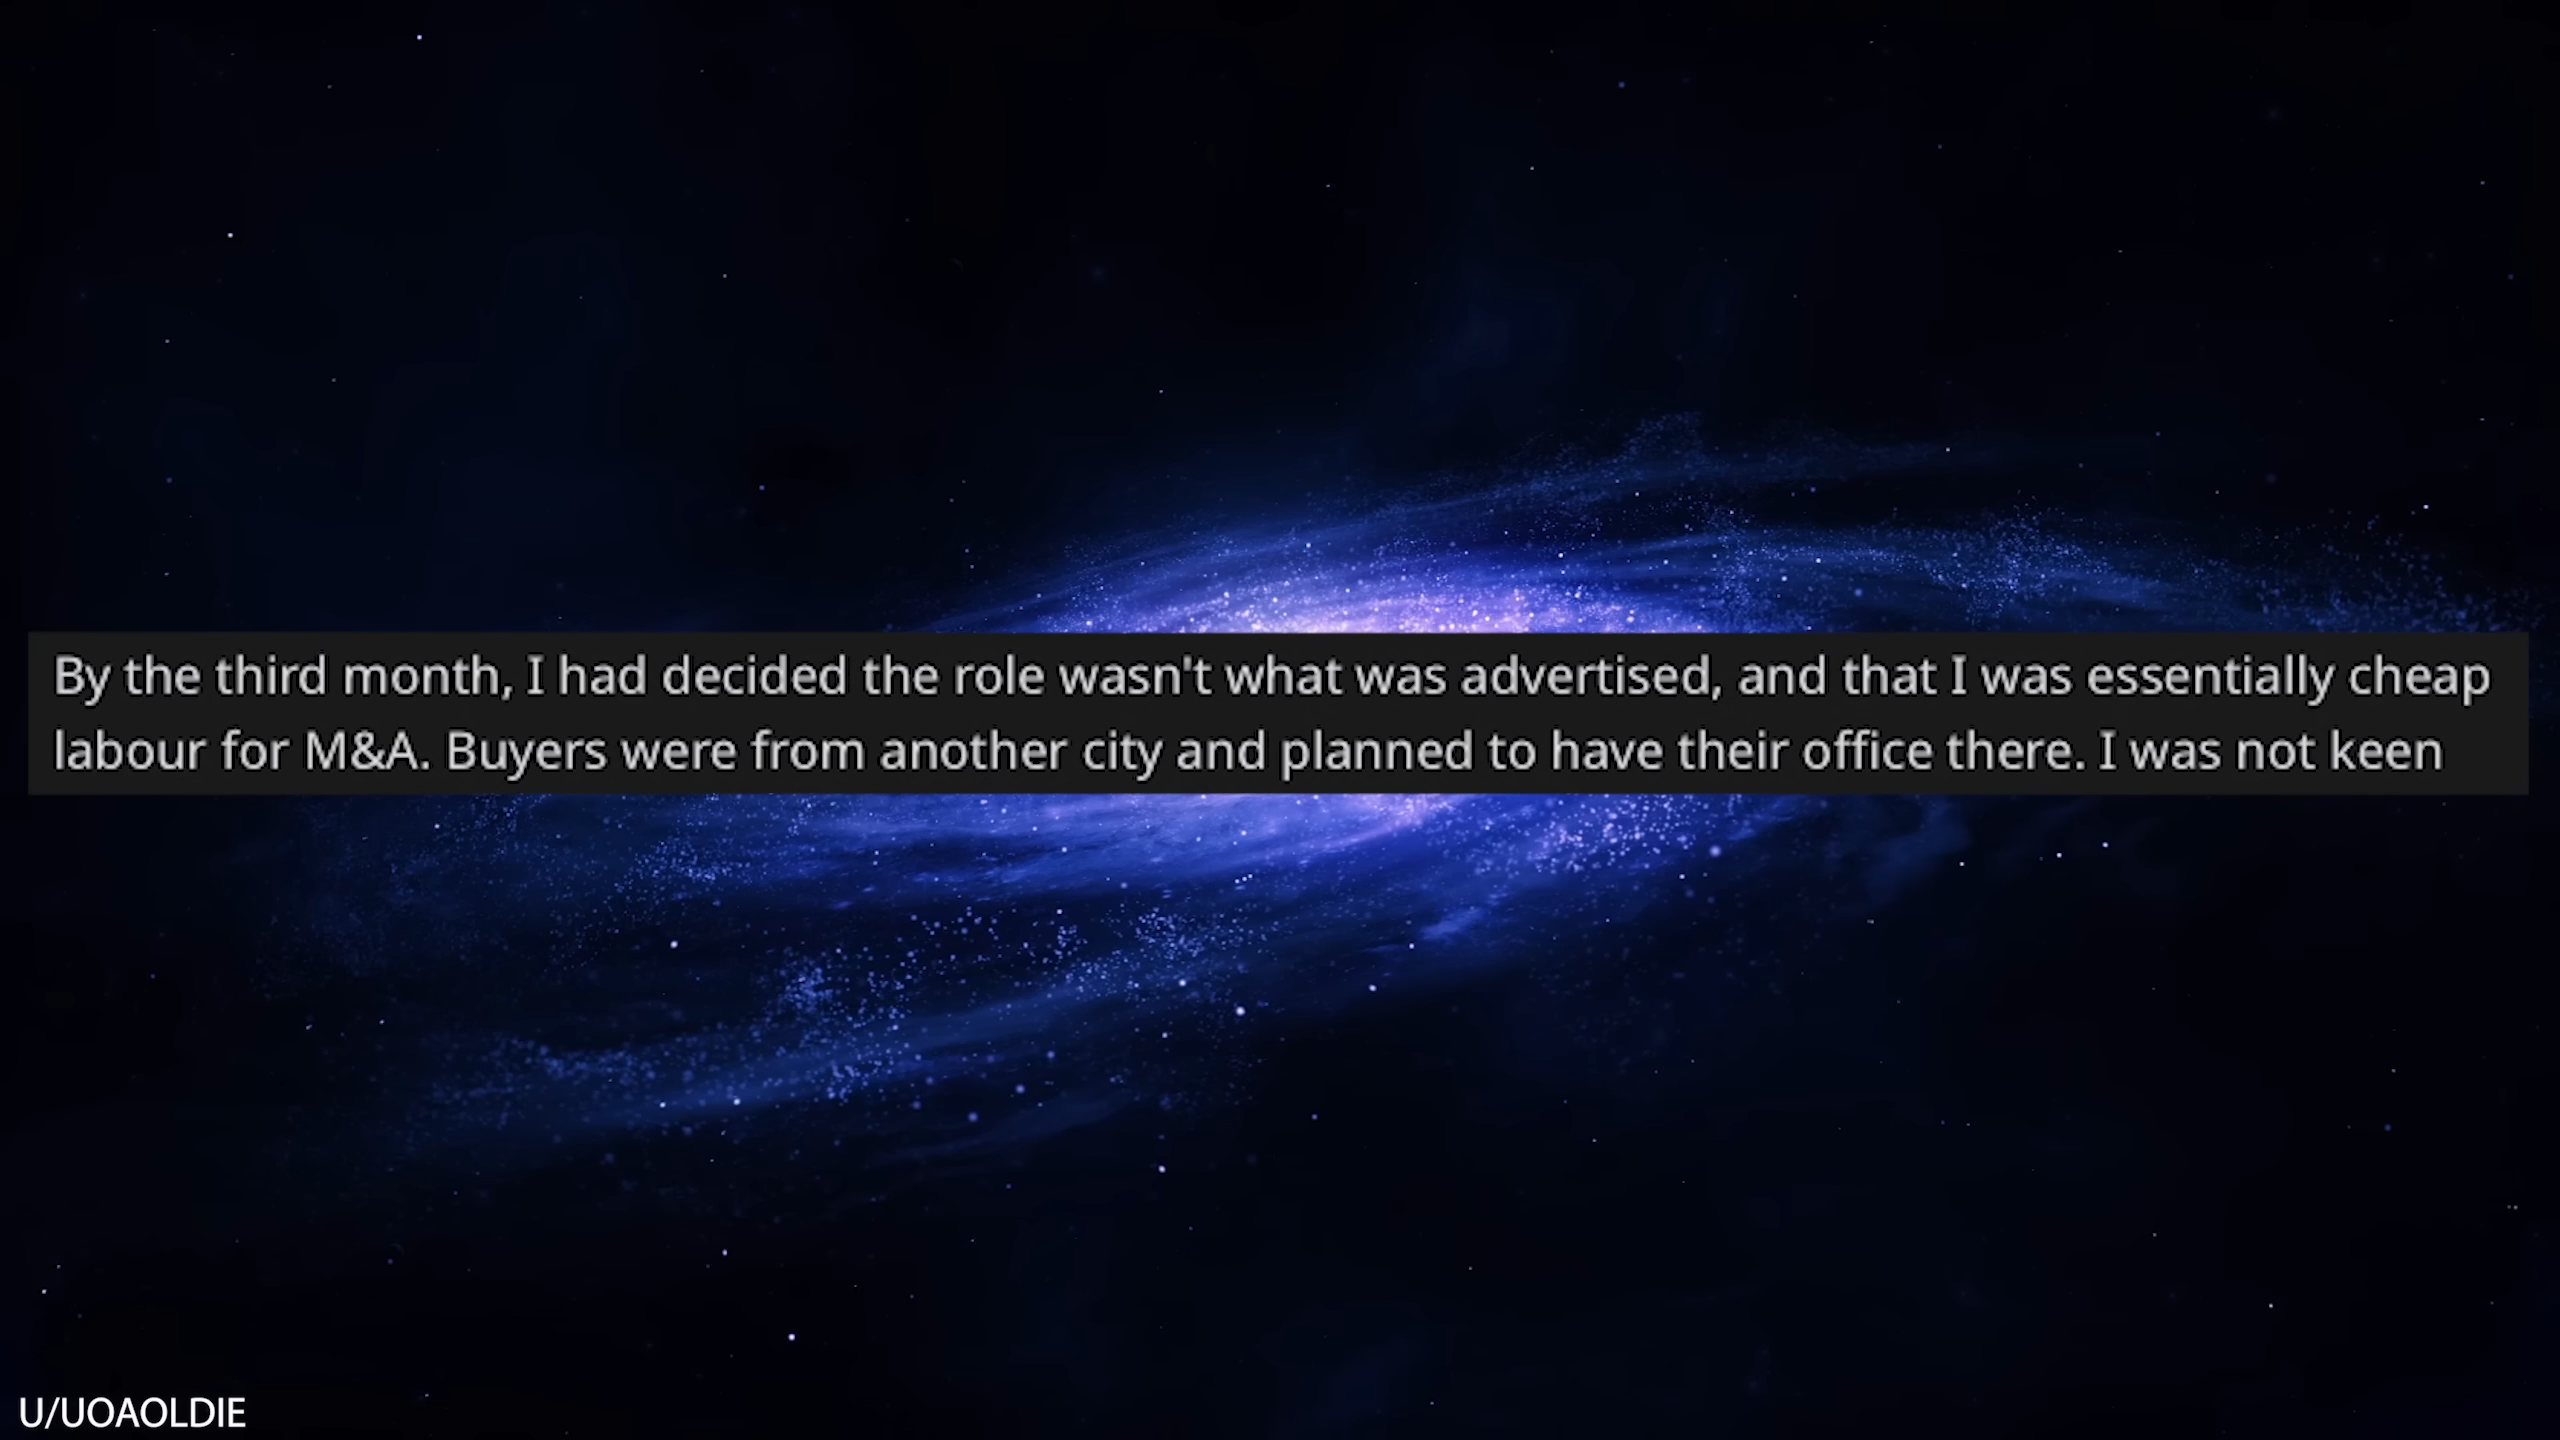 By the third month, I had decided the role wasn't what was advertised, and that I was essentially cheap
labour for M&A. Buyers were from another city and planned to have their office there. I was not keen
U/UOAOLDIE